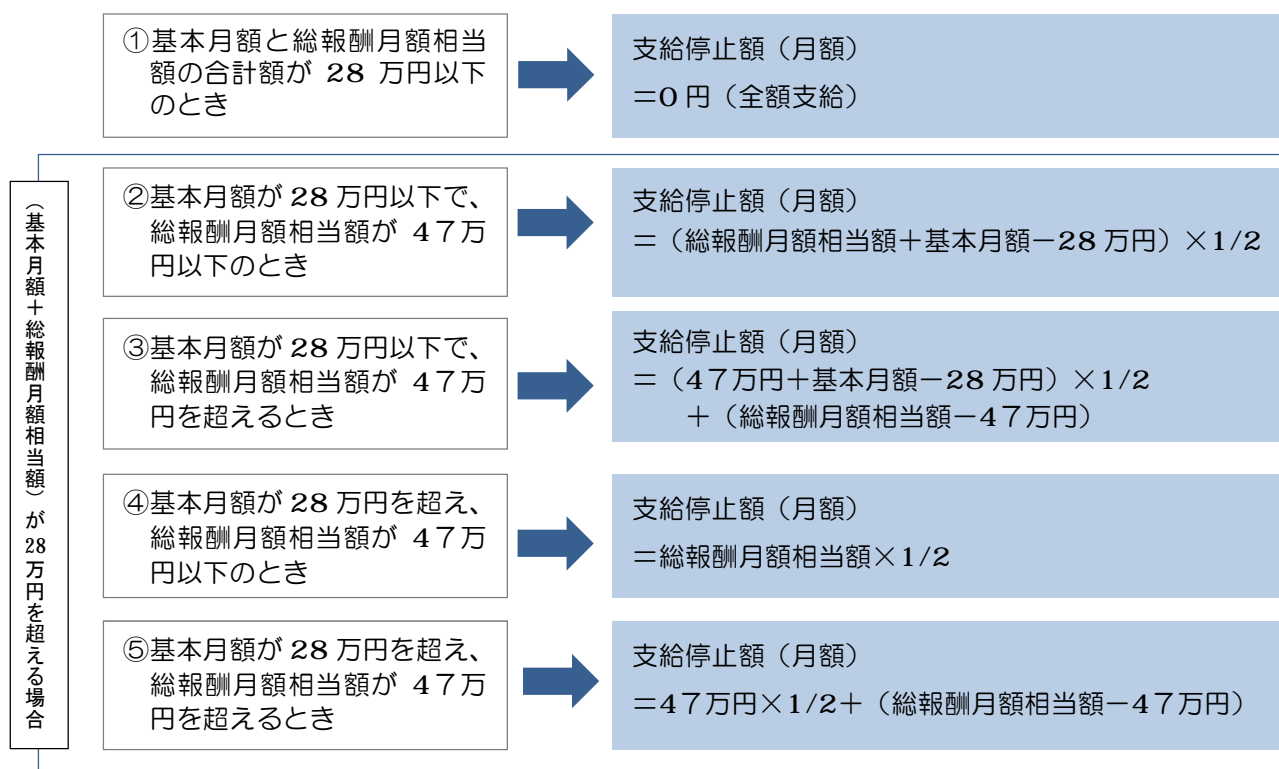 ①基本月額と総報酬月額相当
額の合計額が 28 万円以下
のとき
支給停止額（月額）
＝0 円（全額支給）
（基本月額＋総報酬月額相当額）が 28 万円を超える場合
②基本月額が 28 万円以下で、
総報酬月額相当額が 47万
円以下のとき
支給停止額（月額）
＝（総報酬月額相当額＋基本月額－28 万円）×1/2
③基本月額が 28 万円以下で、
総報酬月額相当額が 47万
円を超えるとき
支給停止額（月額）
＝（47万円＋基本月額－28 万円）×1/2
＋（総報酬月額相当額－47万円）
④基本月額が 28 万円を超え、
総報酬月額相当額が 47万
円以下のとき
支給停止額（月額）
＝総報酬月額相当額×1/2
⑤基本月額が 28 万円を超え、
総報酬月額相当額が 47万
円を超えるとき
支給停止額（月額）
＝47万円×1/2＋（総報酬月額相当額－47万円）